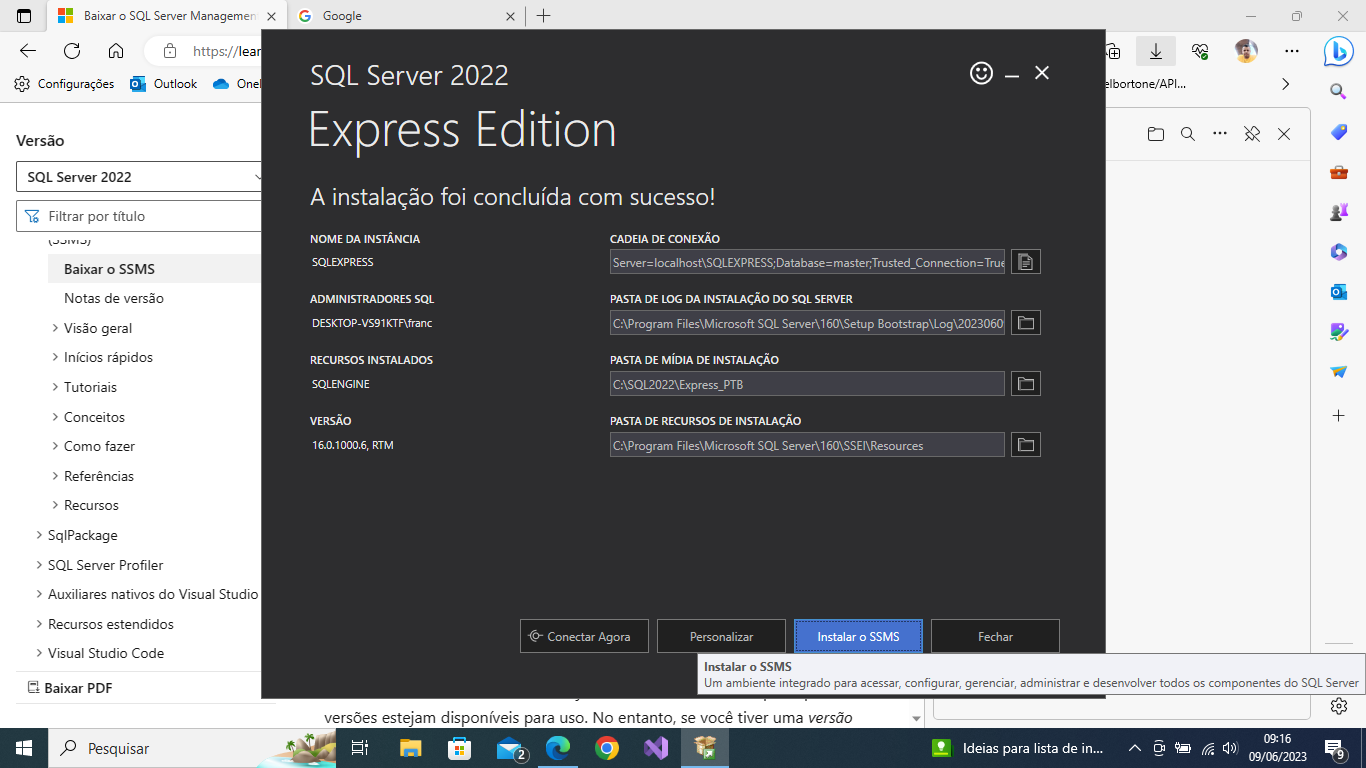 Baixar o SQL Server Managemen
Google
https://lear
Configurações
Outlook
OneD
elbortone/API...
Versão
SQL Server 2022
Filtrar por título
(SSMS)
Baixar o SSMS
Notas de versão
Visão geral
Inícios rápidos
Tutoriais
Conceitos
Como fazer
Referências
Recursos
SqlPackage
SQL Server Profiler
Auxiliares nativos do Visual Studio
Recursos estendidos
Visual Studio Code
Baixar PDF
SQL Server 2022
Express Edition
A instalação foi concluída com sucesso!
NOME DA INSTÂNCIA
SQLEXPRESS
ADMINISTRADORES SQL
DESKTOP-VS91KTF\franc
RECURSOS INSTALADOS
SQLENGINE
VERSÃO
16.0.1000.6, RTM
CADEIA DE CONEXÃO
Server=localhost\SQLEXPRESS;Database=master;Trusted_Connection=True
PASTA DE LOG DA INSTALAÇÃO DO SQL SERVER
C:\Program Files\Microsoft SQL Server\160\Setup Bootstrap\Log\2023060
PASTA DE MÍDIA DE INSTALAÇÃO
C:\SQL2022\Express_PTB
PASTA DE RECURSOS DE INSTALAÇÃO
C:\Program Files\Microsoft SQL Server\160\SSEI\Resources
Conectar Agora
Personalizar
Instalar o SSMS
Fechar
Instalar o SSMS
Um ambiente integrado para acessar, configurar, gerenciar, administrar e desenvolver todos os componentes do SQL Server
versões estejam disponíveis para uso. No entanto, se você tiver uma versão
Pesquisar
2
Ideias para lista de in...
09:16
09/06/2023
9